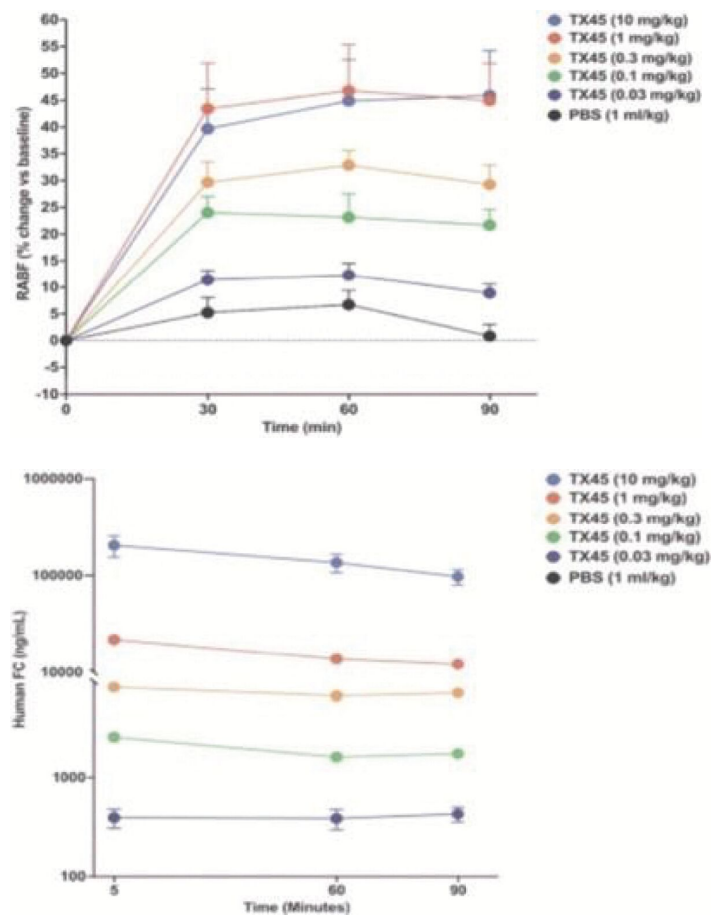 60
55
50
45
40
35
30
25
20
15
10
5
0
-5
-10
RABF (% change vs baseline)
0 30 60 90
Time (min)
TX45 (10 mg/kg)
TX45 (1 mg/kg)
TX45 (0.3 mg/kg)
TX45 (0.1 mg/kg)
TX45 (0.03 mg/kg)
PBS (1 ml/kg)
1000000
100000
10000
1000
100
Human FC (ng/mL)
5 60 90
Time (Minutes)
TX45 (10 mg/kg)
TX45 (1 mg/kg)
TX45 (0.3 mg/kg)
TX45 (0.1 mg/kg)
TX45 (0.03 mg/kg)
PBS (1 ml/kg)